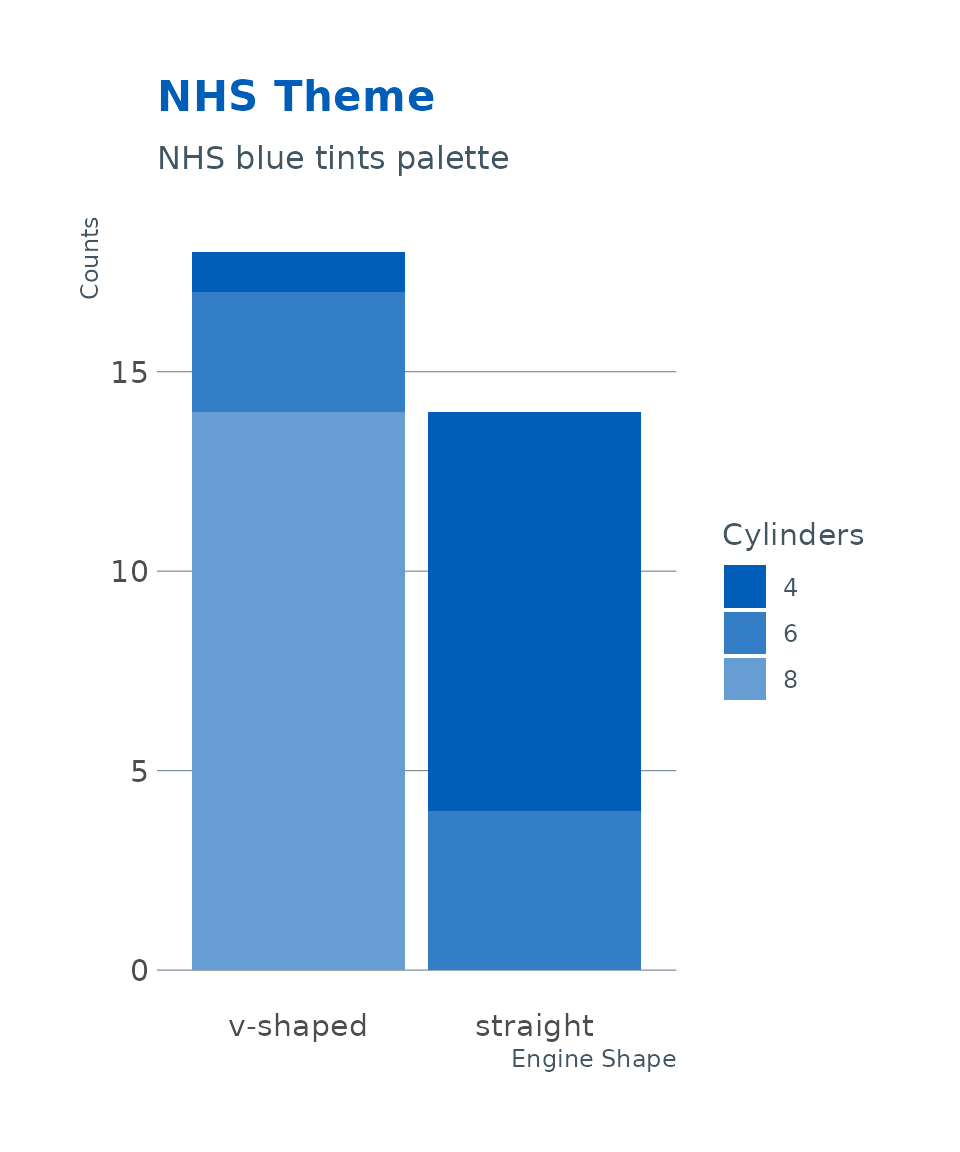 NHS Theme
NHS blue tints palette
Counts
15
10
5
0
v-shaped
straight
Engine Shape
Cylinders
4
6
8